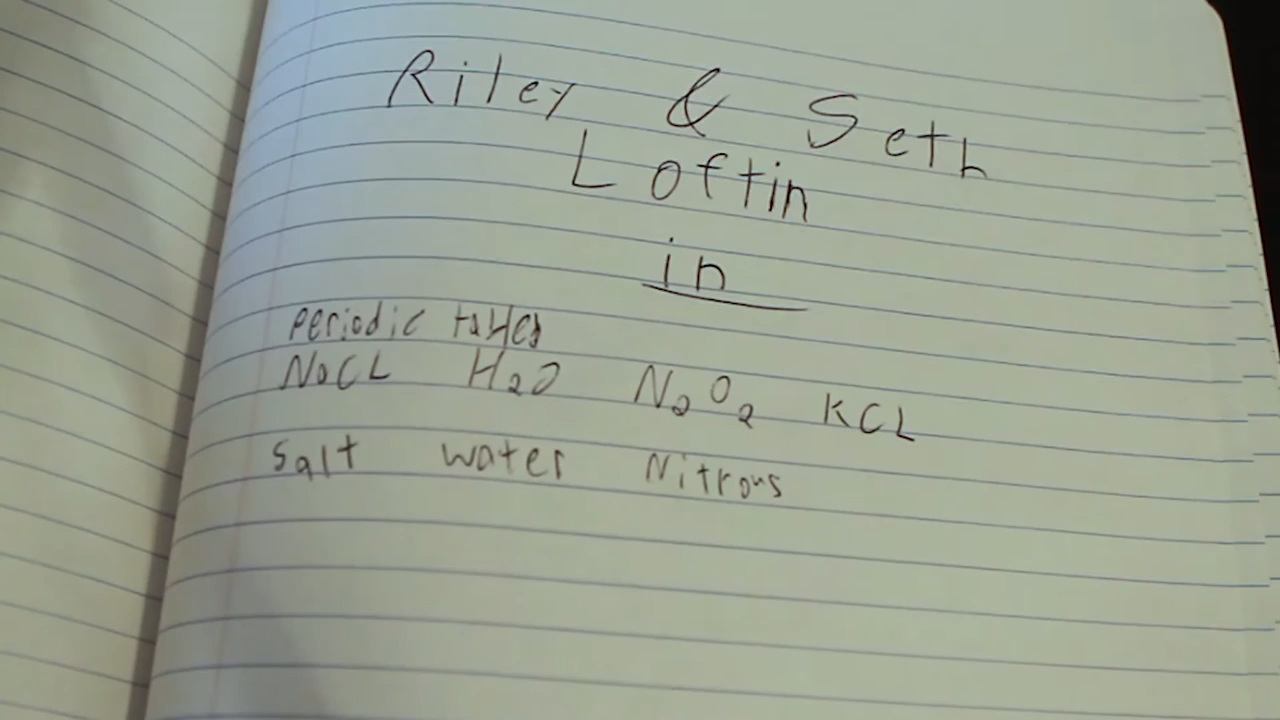 Riley & Seth
Loftin
in
periodic tables
NaCL H2O N2O2 KCL
Salt water Nitrous